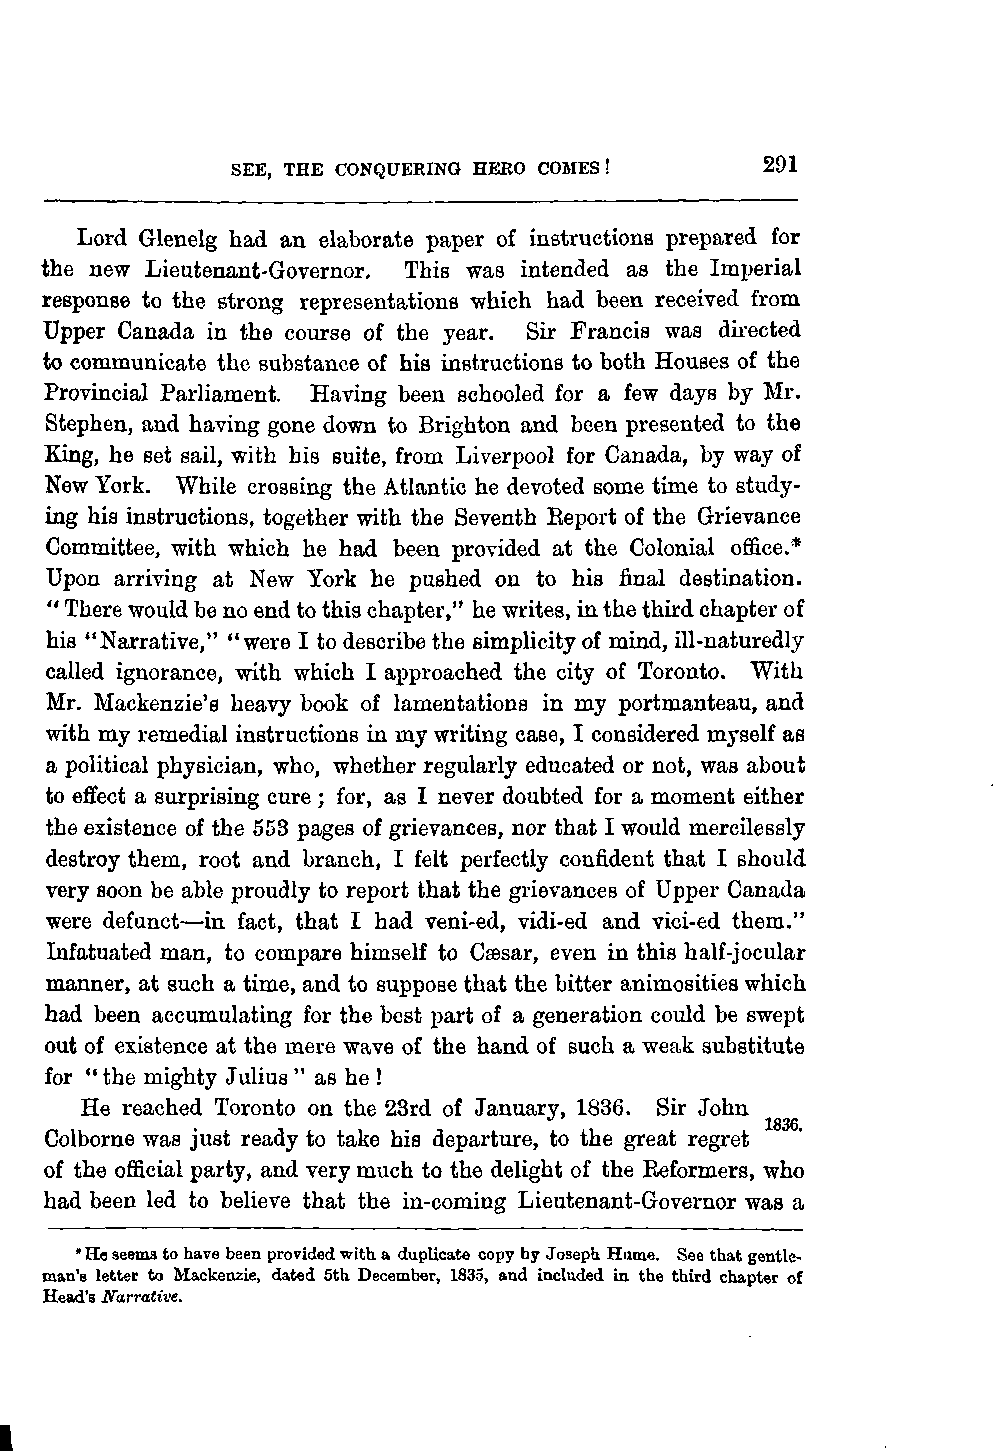 SEE, THE CONQUERING HERO COMES! 291
Lord Glenelg had an elaborate paper of instructions prepared for
the new Lieutenant-Governor. This was intended as the Imperial
response to the strong representations which had been received from
Upper Canada in the course of the year. Sir Francis was directed
to communicate the substance of his instructions to both Houses of the
Provincial Parliament. Having been schooled for a few days by Mr.
Stephen, and having gone down to Brighton and been presented to the
King, he set sail, with his suite, from Liverpool for Canada, by way of
New York. While crossing the Atlantic he devoted some time to study-
ing his instructions, together with the Seventh Report of the Grievance
Committee, with which he had been provided at the Colonial office.*
Upon arriving at New York he pushed on to his final destination.
"There would be no end to this chapter," he writes, in the third chapter of
his "Narrative," "were I to describe the simplicity of mind, ill-naturedly
called ignorance, with which I approached the city of Toronto. With
Mr. Mackenzie's heavy book of lamentations in my portmanteau, and
with my remedial instructions in my writing case, I considered myself as
a political physician, who, whether regularly educated or not, was about
to effect a surprising cure; for, as I never doubted for a moment either
the existence of the 553 pages of grievances, nor that I would mercilessly
destroy them, root and branch, I felt perfectly confident that I should
very soon be able proudly to report that the grievances of Upper Canada
were defunct—in fact, that I had veni-ed, vidi-ed and vici-ed them."
Infatuated man, to compare himself to Cæsar, even in this half-jocular
manner, at such a time, and to suppose that the bitter animosities which
had been accumulating for the best part of a generation could be swept
out of existence at the mere wave of the hand of such a weak substitute
for "the mighty Julius" as he!
He reached Toronto on the 23rd of January, 1836. Sir John
1836.
Colborne was just ready to take his departure, to the great regret
of the official party, and very much to the delight of the Reformers, who
had been led to believe that the in-coming Lieutenant-Governor was a
*He seems to have been provided with a duplicate copy by Joseph Hume. See that gentle-
man's letter to Mackenzie, dated 5th December, 1835, and included in the third chapter of
Head's Narrative.